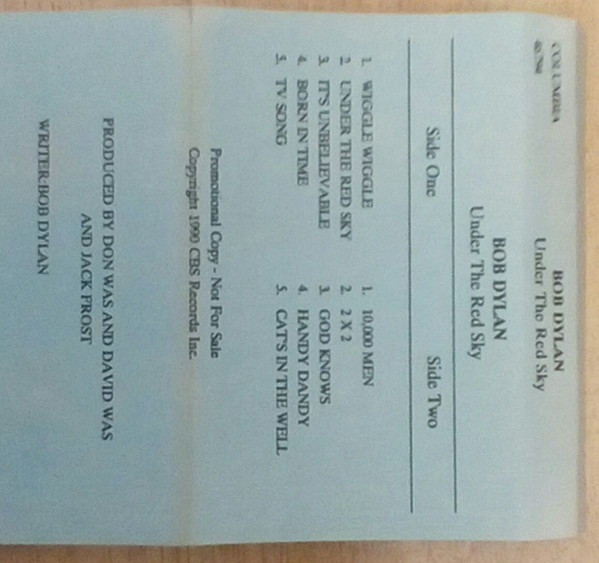 COLUMBIA
BOB DYLAN
Under The Red Sky
BOB DYLAN
Under The Red Sky
Side One
1. WIGGLE WIGGLE
2. UNDER THE RED SKY
3. IT'S UNBELIEVABLE
4. BORN IN TIME
5. TV SONG
Side Two
1. 10,000 MEN
2. 2 X 2
3. GOD KNOWS
4. HANDY DANDY
5. CAT'S IN THE WELL
Promotional Copy - Not For Sale
Copyright 1990 CBS Records Inc.
PRODUCED BY DON WAS AND DAVID WAS
AND JACK FROST
WRITER:BOB DYLAN